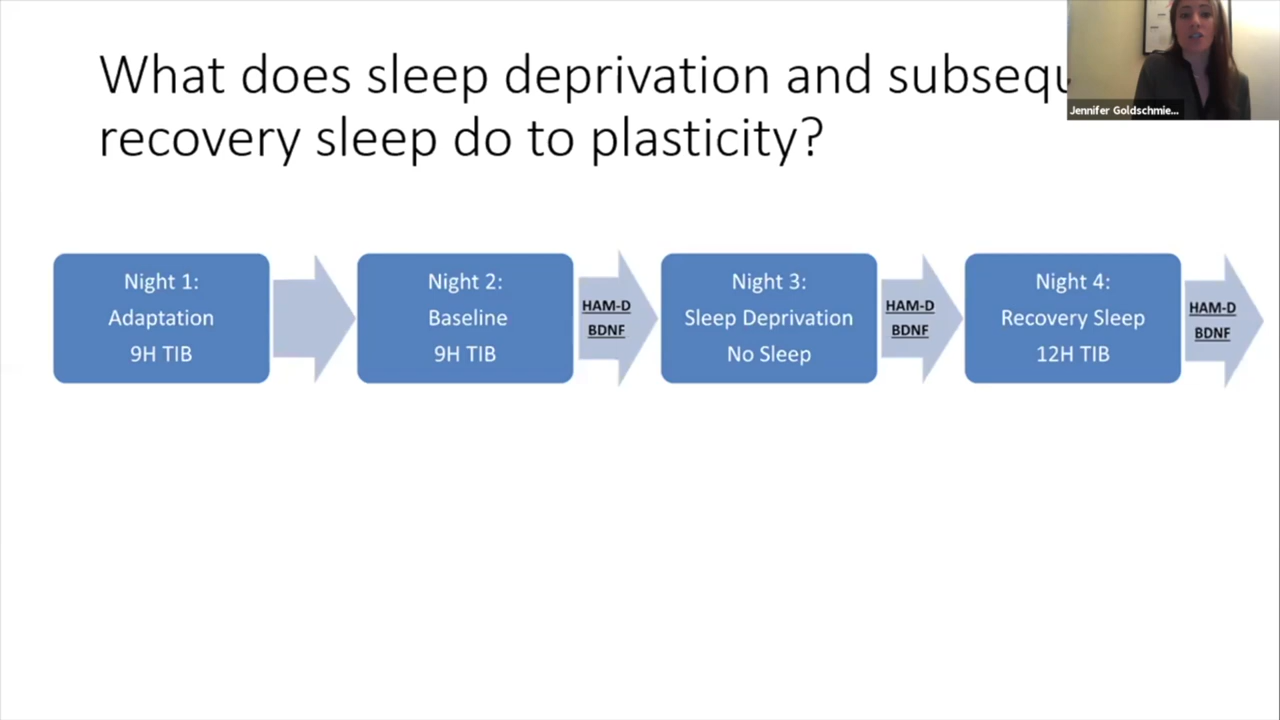 What does sleep deprivation and subsequ
recovery sleep do to plasticity?
Jennifer Goldschmie...
Night 1:
Adaptation
9H TIB
Night 2:
Baseline
9H TIB
HAM-D
BDNF
Night 3:
Sleep Deprivation
No Sleep
HAM-D
BDNF
Night 4:
Recovery Sleep
12H TIB
HAM-D
BDNF